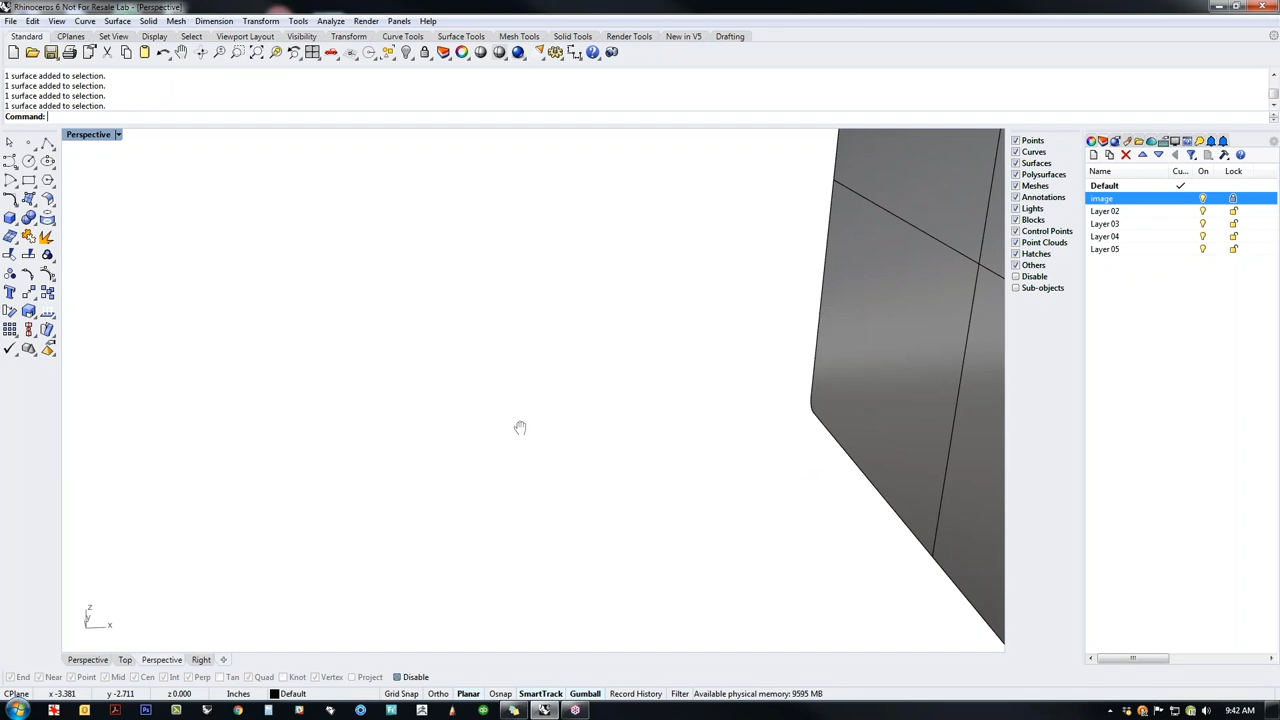 Rhinoceros 6 Not For Resale Lab - [Perspective]
File Edit View Curve Surface Solid Mesh Dimension Transform Tools Analyze Render Panels Help
Standard CPlanes Set View Display Select Viewport Layout Visibility Transform Curve Tools Surface Tools Mesh Tools Solid Tools Render Tools New in V5 Drafting
1 surface added to selection.
1 surface added to selection.
1 surface added to selection.
1 surface added to selection.
Command:
Perspective
Points
Curves
Surfaces
Polysurfaces
Meshes
Annotations
Lights
Blocks
Control Points
Point Clouds
Hatches
Others
Disable
Sub-objects
Name Cu... On Lock
Default
image
Layer 02
Layer 03
Layer 04
Layer 05
z
y
x
Perspective Top Perspective Right
End Near Point Mid Cen Int Perp Tan Quad Knot Vertex Project Disable
CPlane x -3.381 y -2.711 z 0.000 Inches Default Grid Snap Ortho Planar Osnap SmartTrack Gumball Record History Filter Available physical memory: 9595 MB
9:42 AM